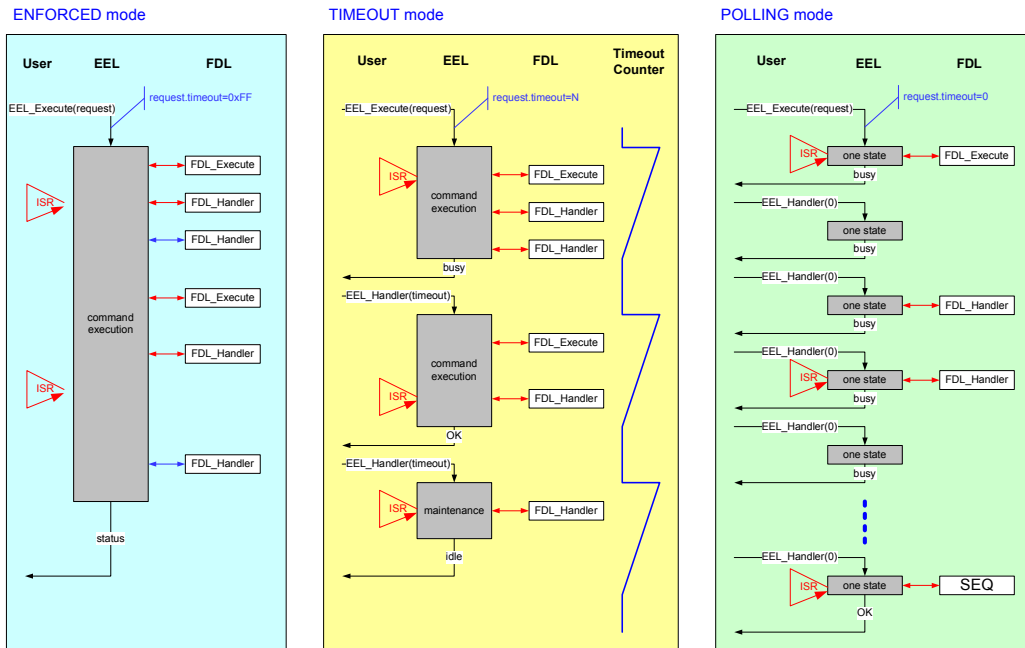 ENFORCED mode
User EEL FDL
request.timeout=0xFF
EEL_Execute(request)
FDL_Execute
ISR
FDL_Handler
FDL_Handler
FDL_Execute
command
execution
FDL_Handler
ISR
FDL_Handler
status
TIMEOUT mode
User EEL FDL Timeout
Counter
request.timeout=N
EEL_Execute(request)
ISR
FDL_Execute
command
execution
FDL_Handler
FDL_Handler
busy
EEL_Handler(timeout)
FDL_Execute
command
execution
ISR
FDL_Handler
OK
EEL_Handler(timeout)
ISR
maintenance
FDL_Handler
idle
POLLING mode
User EEL FDL
request.timeout=0
EEL_Execute(request)
ISR
one state
FDL_Execute
busy
EEL_Handler(0)
one state
busy
EEL_Handler(0)
one state
FDL_Handler
busy
EEL_Handler(0)
ISR
one state
FDL_Handler
busy
EEL_Handler(0)
one state
busy
EEL_Handler(0)
ISR
one state
SEQ
OK